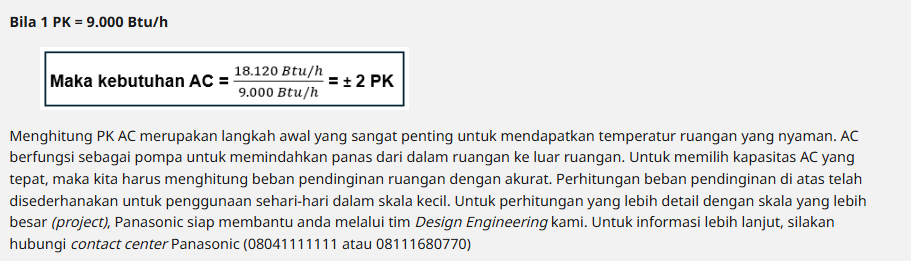 Bila 1 PK = 9.000 Btu/h
Maka kebutuhan AC = 18.120 Btu/h / 9.000 Btu/h = ± 2 PK
Menghitung PK AC merupakan langkah awal yang sangat penting untuk mendapatkan temperatur ruangan yang nyaman. AC
berfungsi sebagai pompa untuk memindahkan panas dari dalam ruangan ke luar ruangan. Untuk memilih kapasitas AC yang
tepat, maka kita harus menghitung beban pendinginan ruangan dengan akurat. Perhitungan beban pendinginan di atas telah
disederhanakan untuk penggunaan sehari-hari dalam skala kecil. Untuk perhitungan yang lebih detail dengan skala yang lebih
besar (project), Panasonic siap membantu anda melalui tim Design Engineering kami. Untuk informasi lebih lanjut, silakan
hubungi contact center Panasonic (08041111111 atau 08111680770)